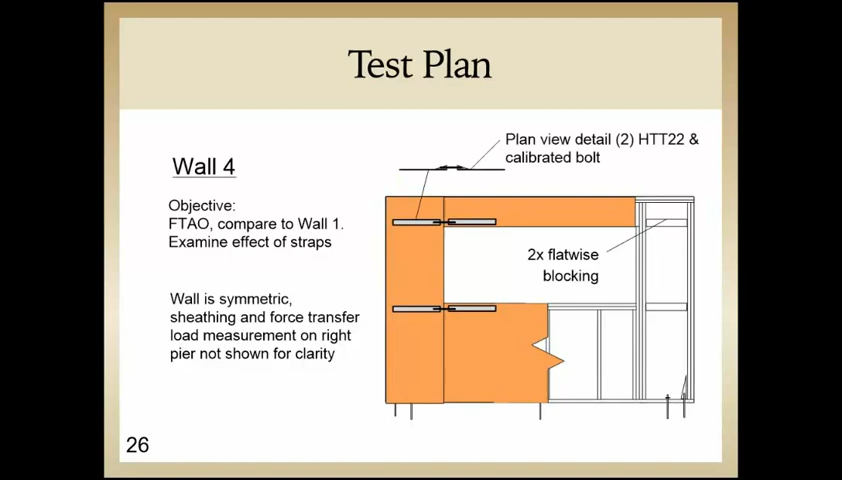 Test Plan
Wall 4
Objective:
FTAO, compare to Wall 1.
Examine effect of straps
Wall is symmetric,
sheathing and force transfer
load measurement on right
pier not shown for clarity
Plan view detail (2) HTT22 &
calibrated bolt
2x flatwise
blocking
26